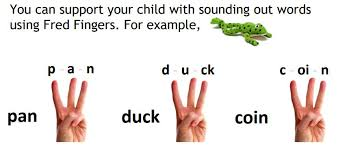 You can support your child with sounding out words
using Fred Fingers. For example,
p - a - n
d - u - ck
c - oi - n
pan
duck
coin